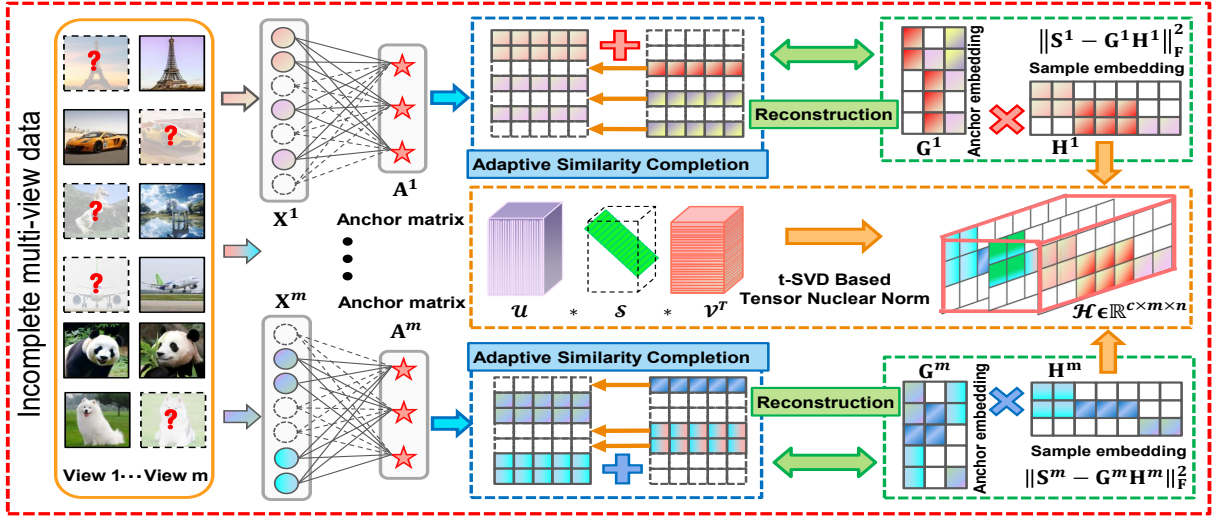 Incomplete multi-view data
?
?
?
?
?
View 1··· View m
X¹
A¹
Anchor matrix
Anchor matrix
Xᵐ
Aᵐ
Adaptive Similarity Completion
Reconstruction
G¹
Anchor embedding
‖S¹ − G¹H¹‖²_F
Sample embedding
H¹
𝒰 * 𝒮 * 𝒱ᵀ
t-SVD Based
Tensor Nuclear Norm
ℋϵℝ^{c×m×n}
Adaptive Similarity Completion
Reconstruction
Gᵐ
Anchor embedding
Hᵐ
Sample embedding
‖Sᵐ − GᵐHᵐ‖²_F